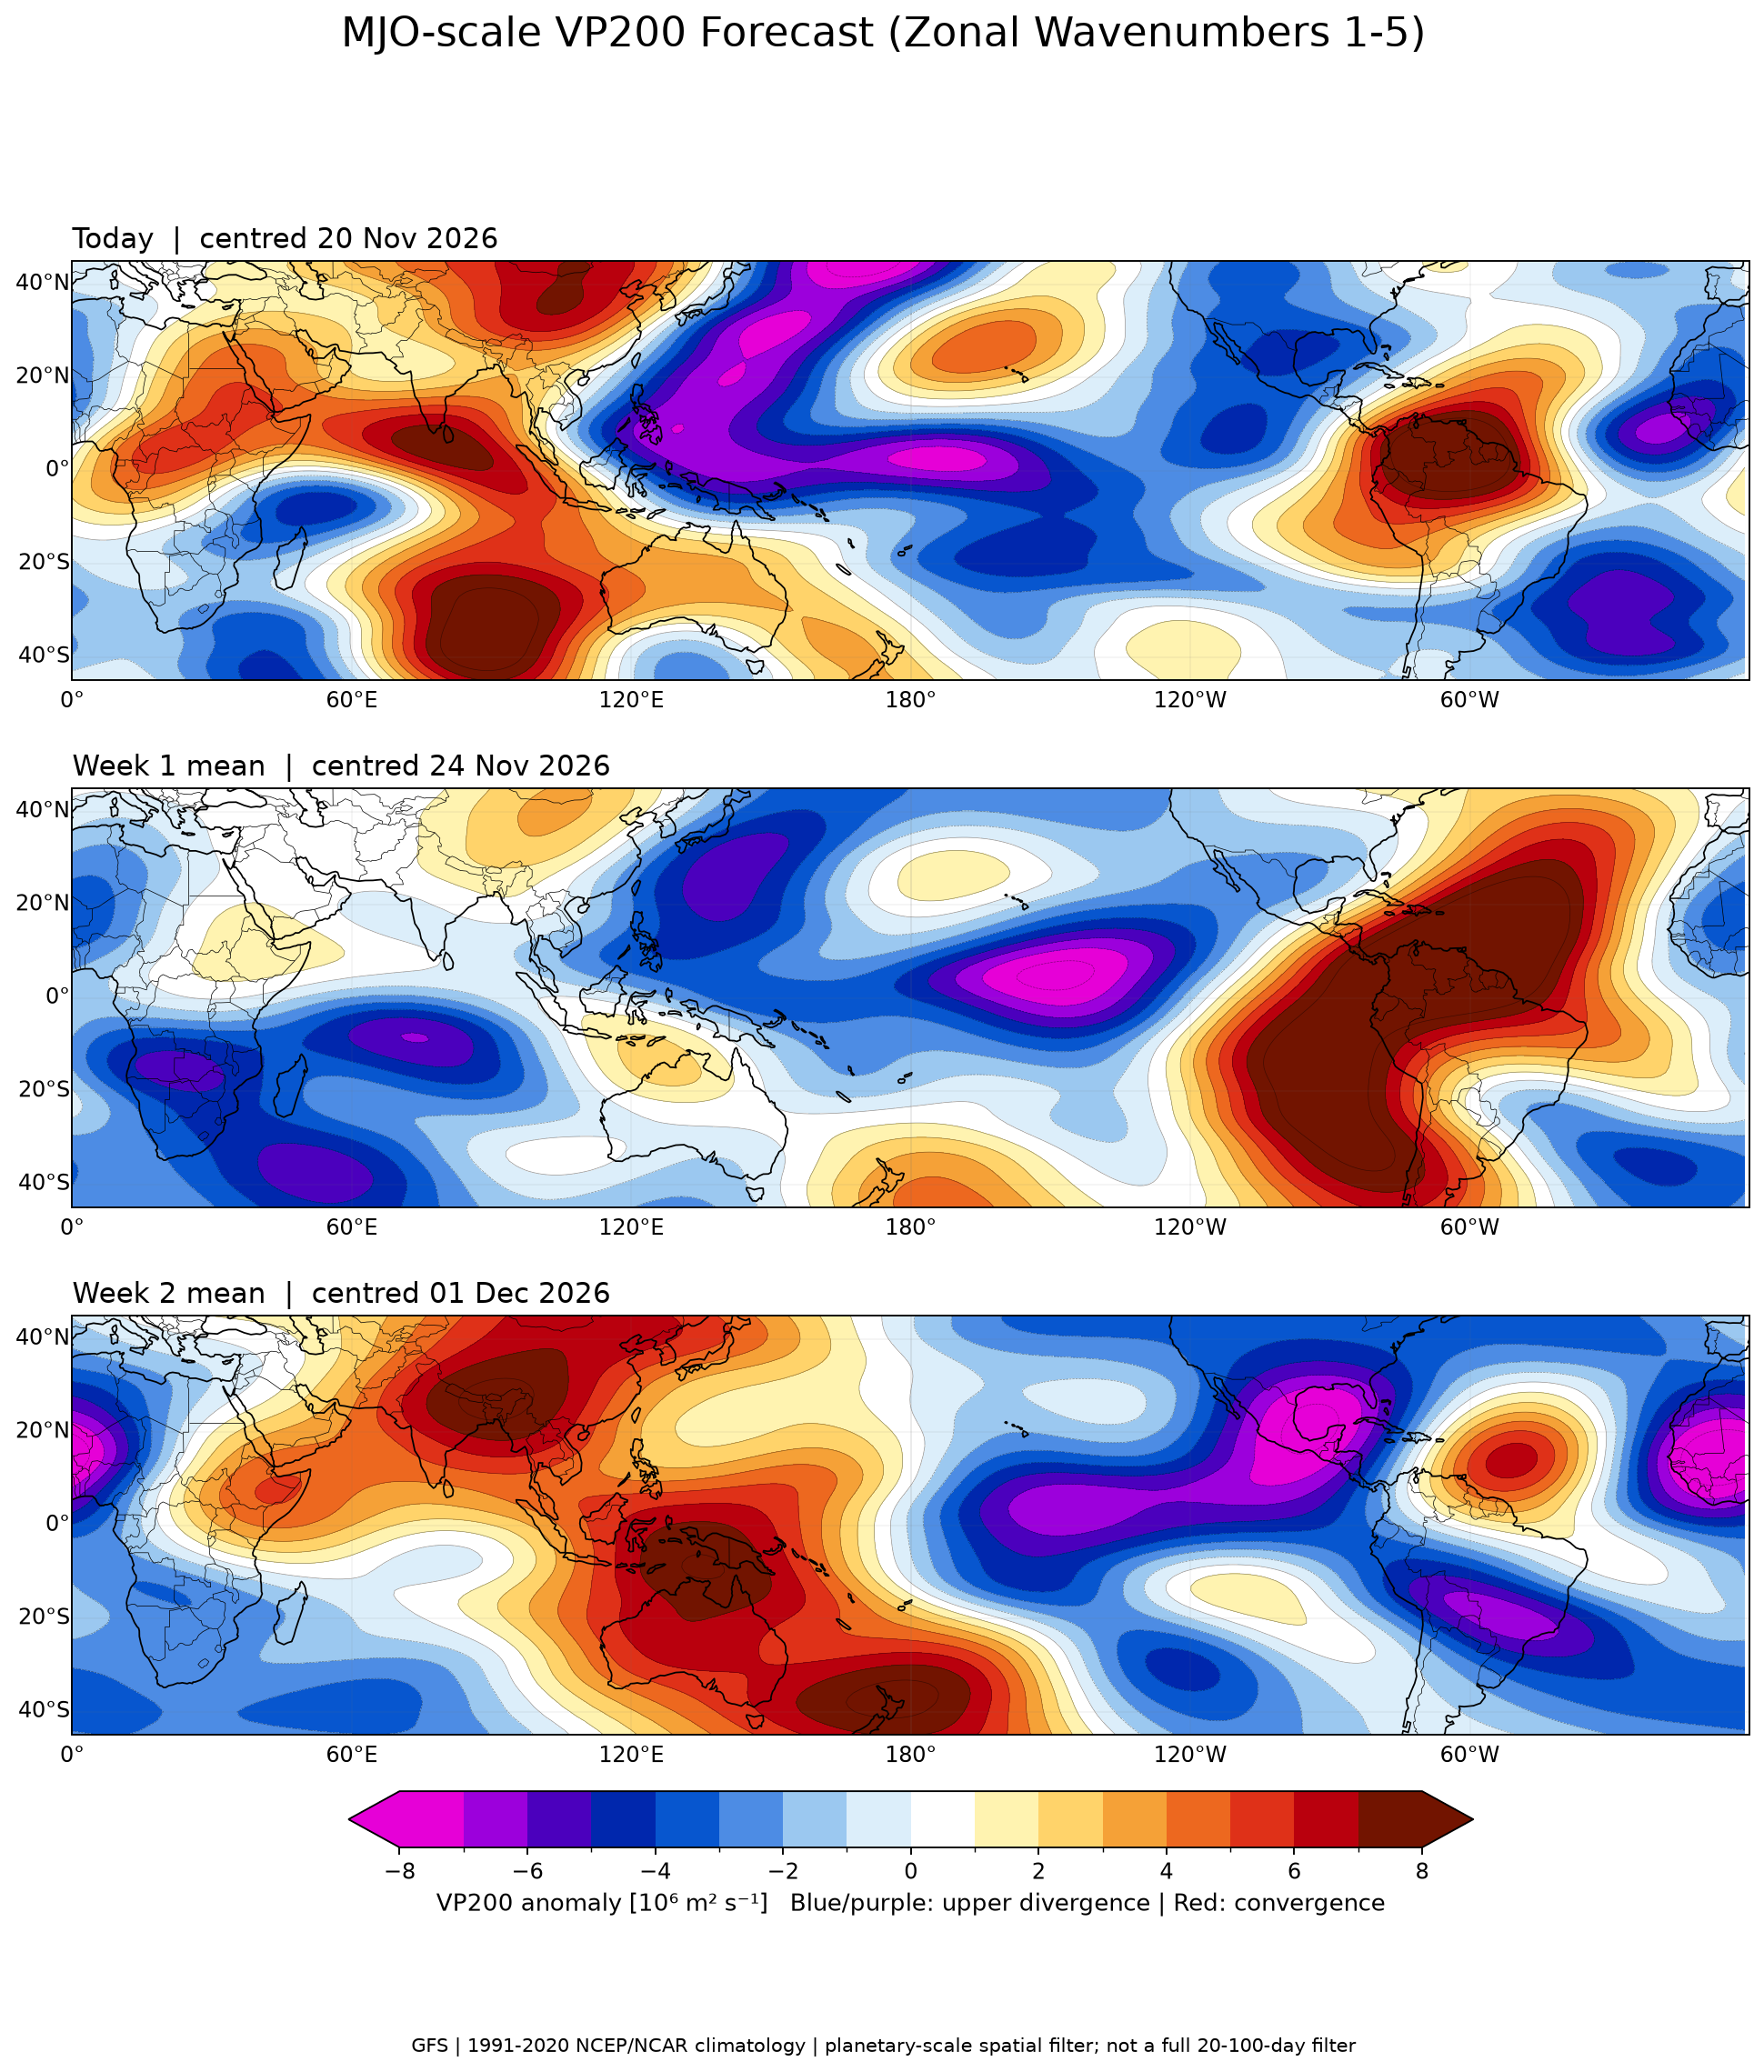 MJO-scale VP200 Forecast (Zonal Wavenumbers 1-5)
Today | centred 20 Nov 2026
40°N
20°N
0°
20°S
40°S
0° 60°E 120°E 180° 120°W 60°W
Week 1 mean | centred 24 Nov 2026
40°N
20°N
0°
20°S
40°S
0° 60°E 120°E 180° 120°W 60°W
Week 2 mean | centred 01 Dec 2026
40°N
20°N
0°
20°S
40°S
0° 60°E 120°E 180° 120°W 60°W
−8 −6 −4 −2 0 2 4 6 8
VP200 anomaly [10⁶ m² s⁻¹] Blue/purple: upper divergence | Red: convergence
GFS | 1991-2020 NCEP/NCAR climatology | planetary-scale spatial filter; not a full 20-100-day filter